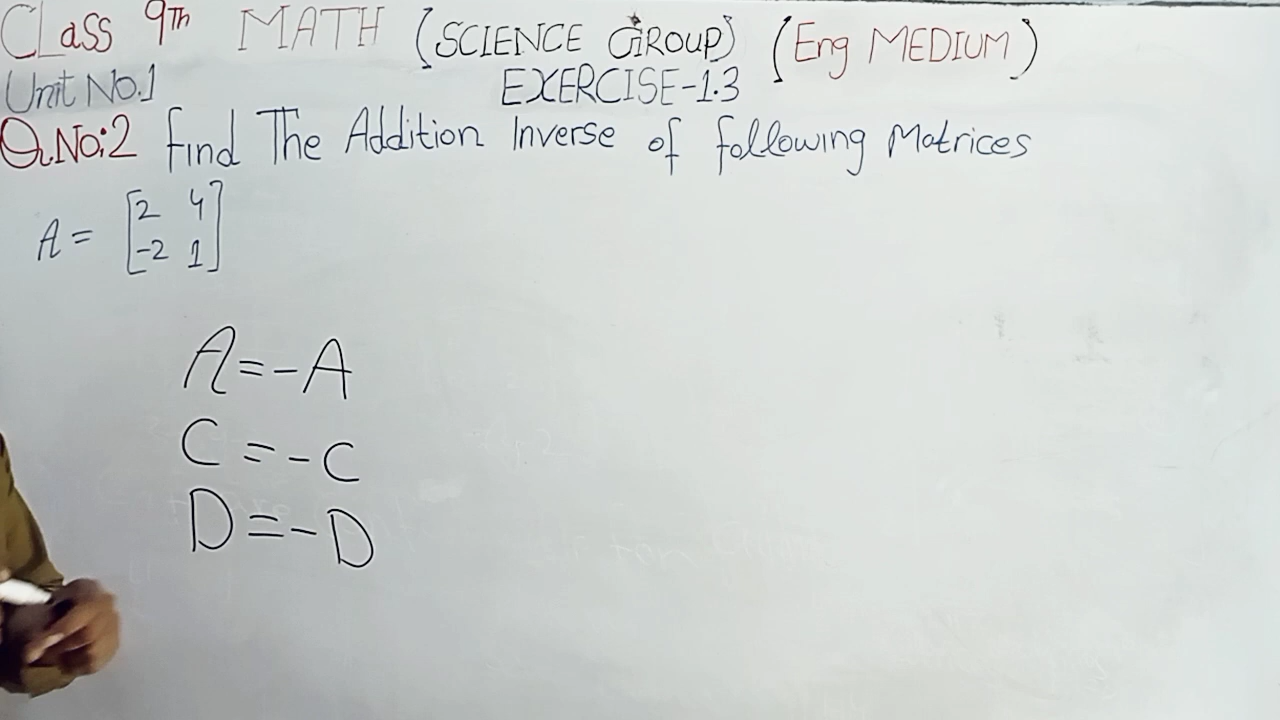 CLass 9Th MATH (SCIENCE GROUP) (Eng MEDIUM)
Unit No.1 EXERCISE-1.3
Q.No:2 Find The Addition Inverse of following Matrices
A = [2 4
-2 1]
A = -A
C = -C
D = -D